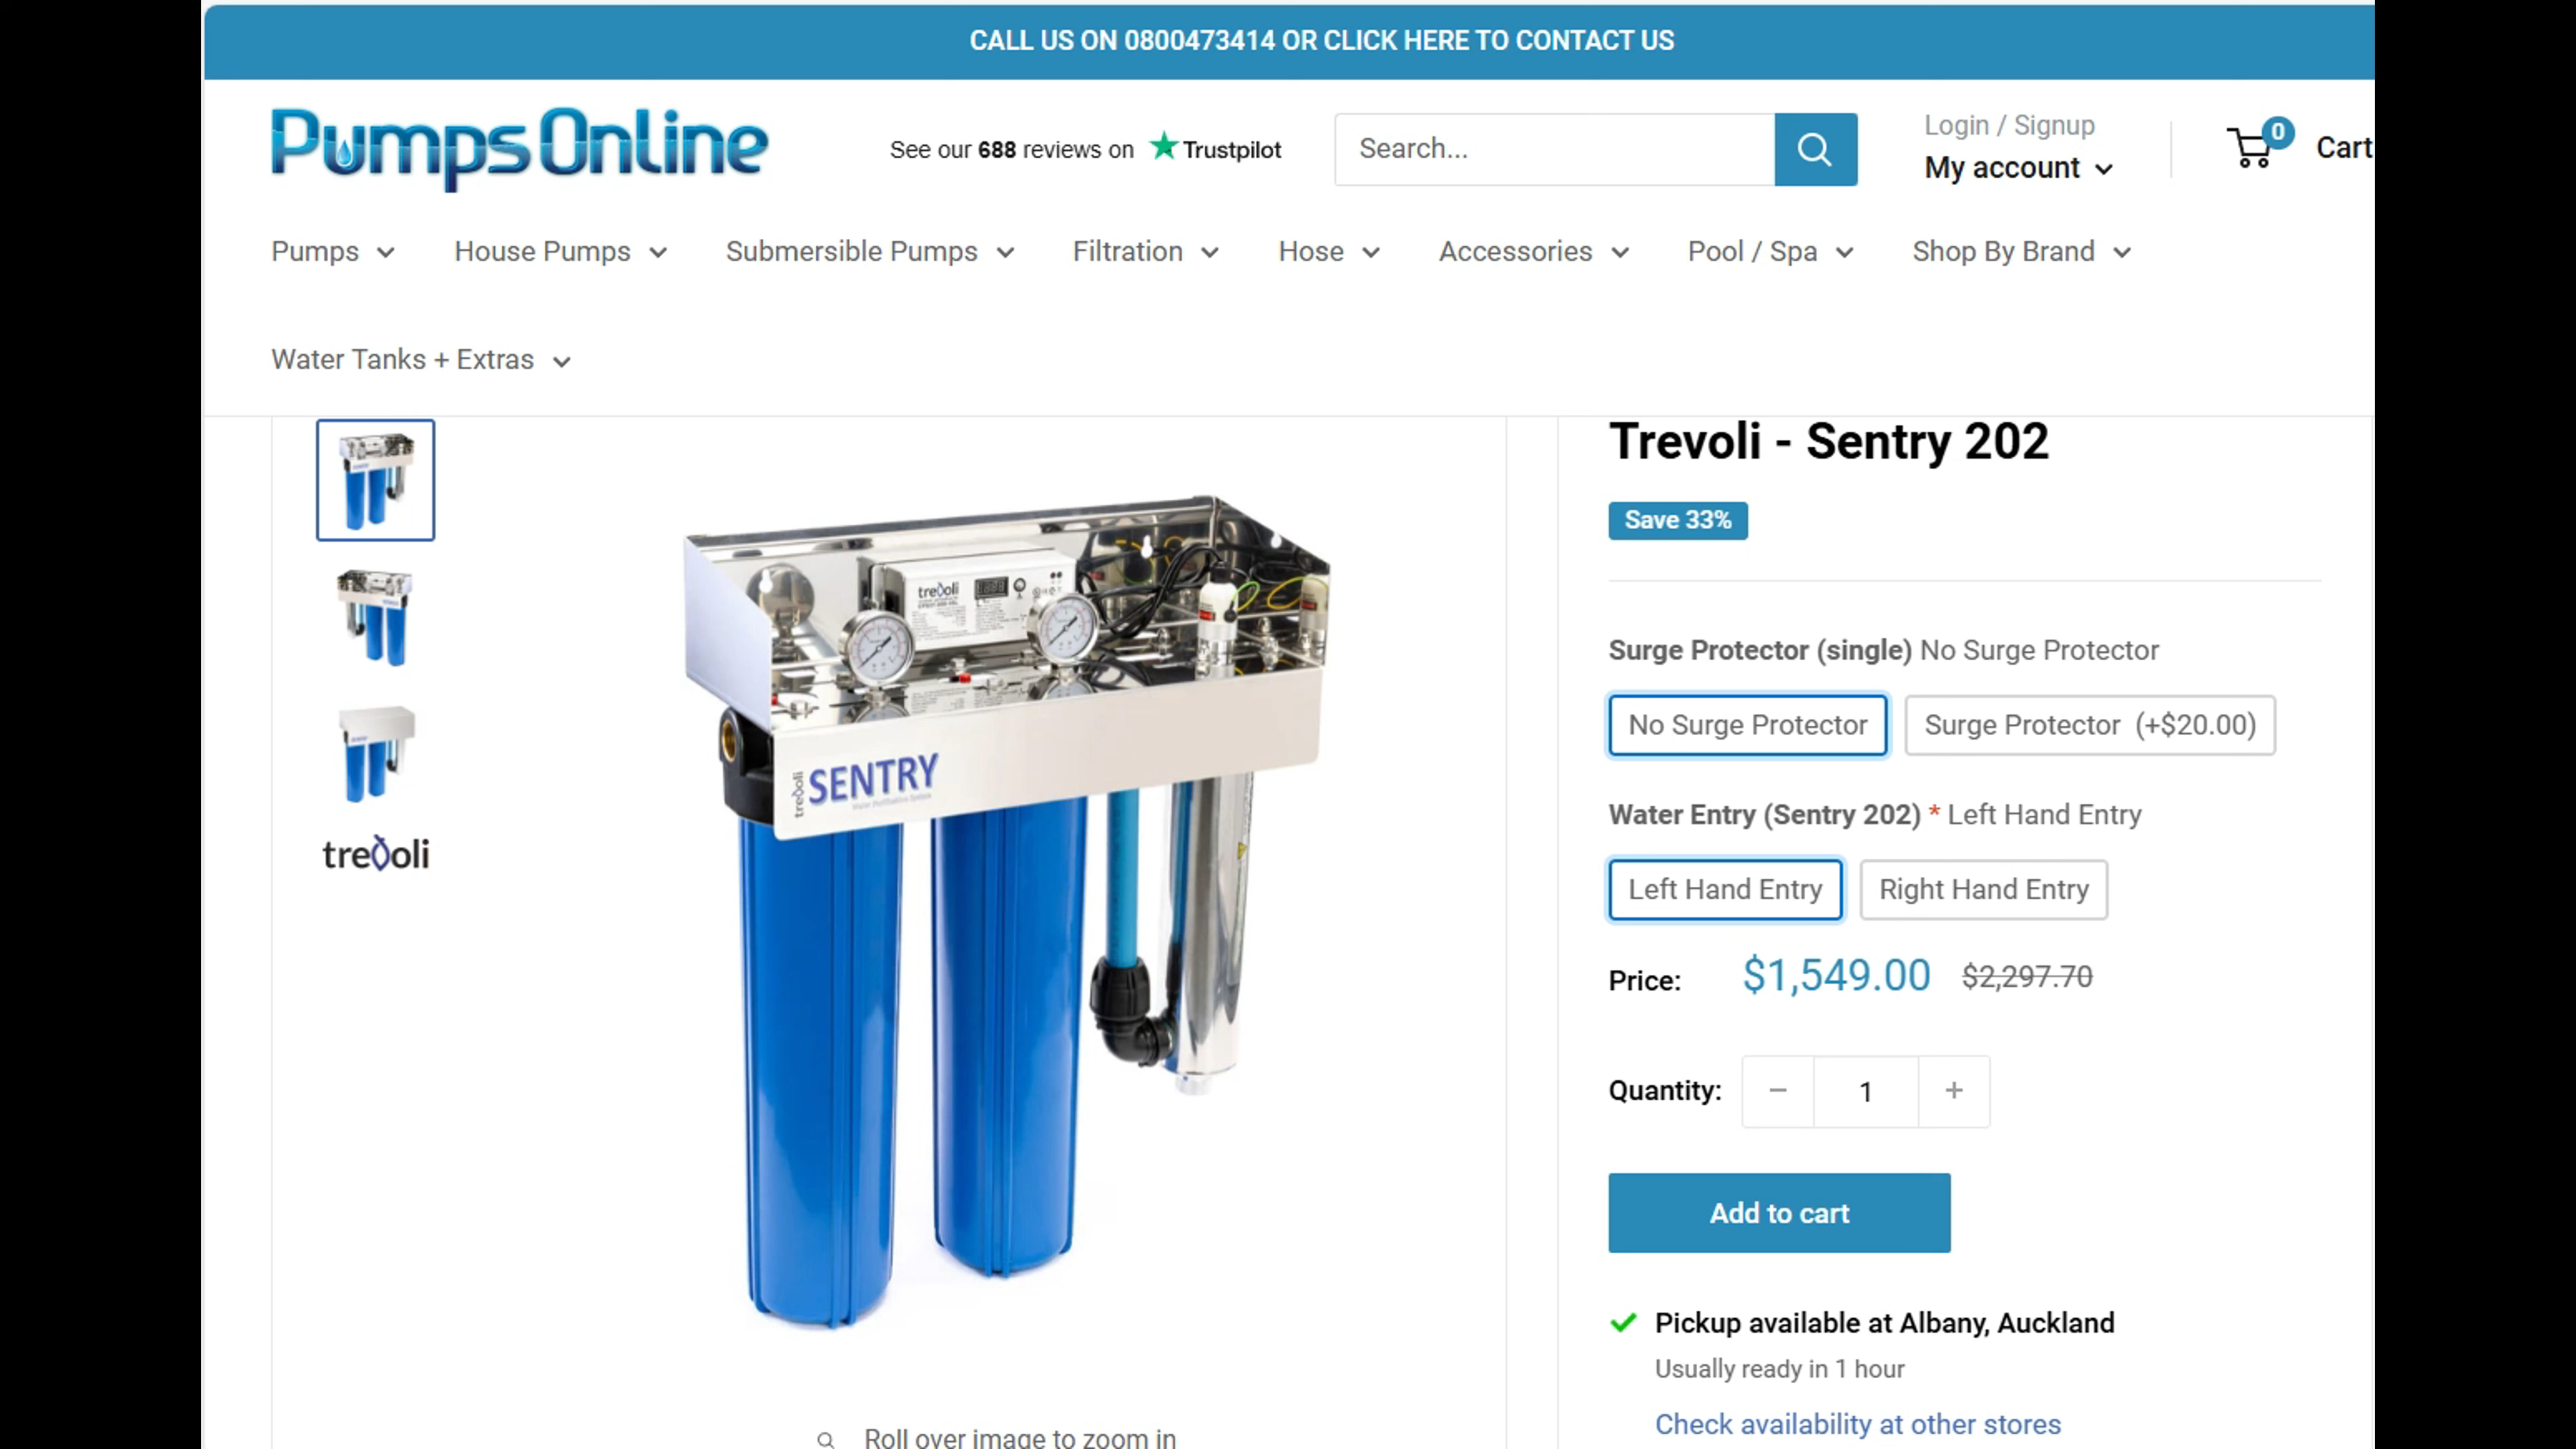 CALL US ON 0800473414 OR CLICK HERE TO CONTACT US
PumpsOnline
See our 688 reviews on Trustpilot
Search...
Login / Signup
My account
0
Cart
Pumps
House Pumps
Submersible Pumps
Filtration
Hose
Accessories
Pool / Spa
Shop By Brand
Water Tanks + Extras
trevoli
trevoli
trevoli SENTRY
Water Purification System
Roll over image to zoom in
Trevoli - Sentry 202
Save 33%
Surge Protector (single) No Surge Protector
No Surge Protector
Surge Protector (+$20.00)
Water Entry (Sentry 202) * Left Hand Entry
Left Hand Entry
Right Hand Entry
Price: $1,549.00 $2,297.70
Quantity: − 1 +
Add to cart
Pickup available at Albany, Auckland
Usually ready in 1 hour
Check availability at other stores